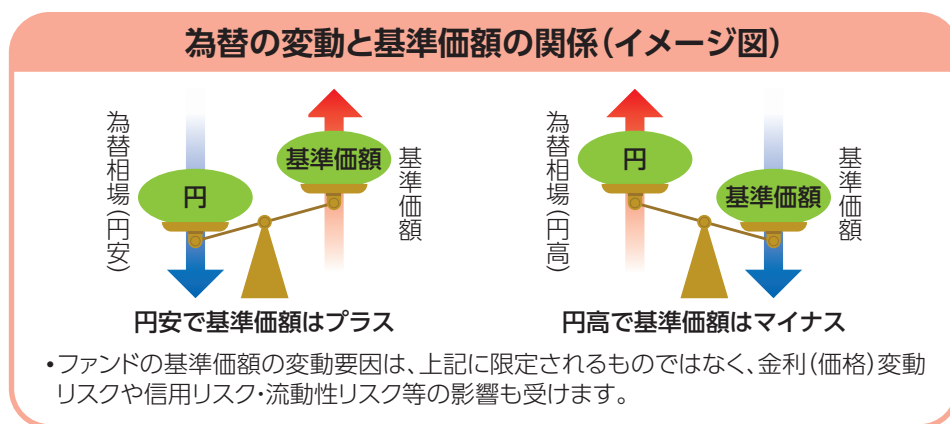 為替の変動と基準価額の関係(イメージ図)
為替相場(円安)
円
基準価額
基準価額
円安で基準価額はプラス
為替相場(円高)
円
基準価額
基準価額
円高で基準価額はマイナス
•ファンドの基準価額の変動要因は、上記に限定されるものではなく、金利(価格)変動
リスクや信用リスク・流動性リスク等の影響も受けます。